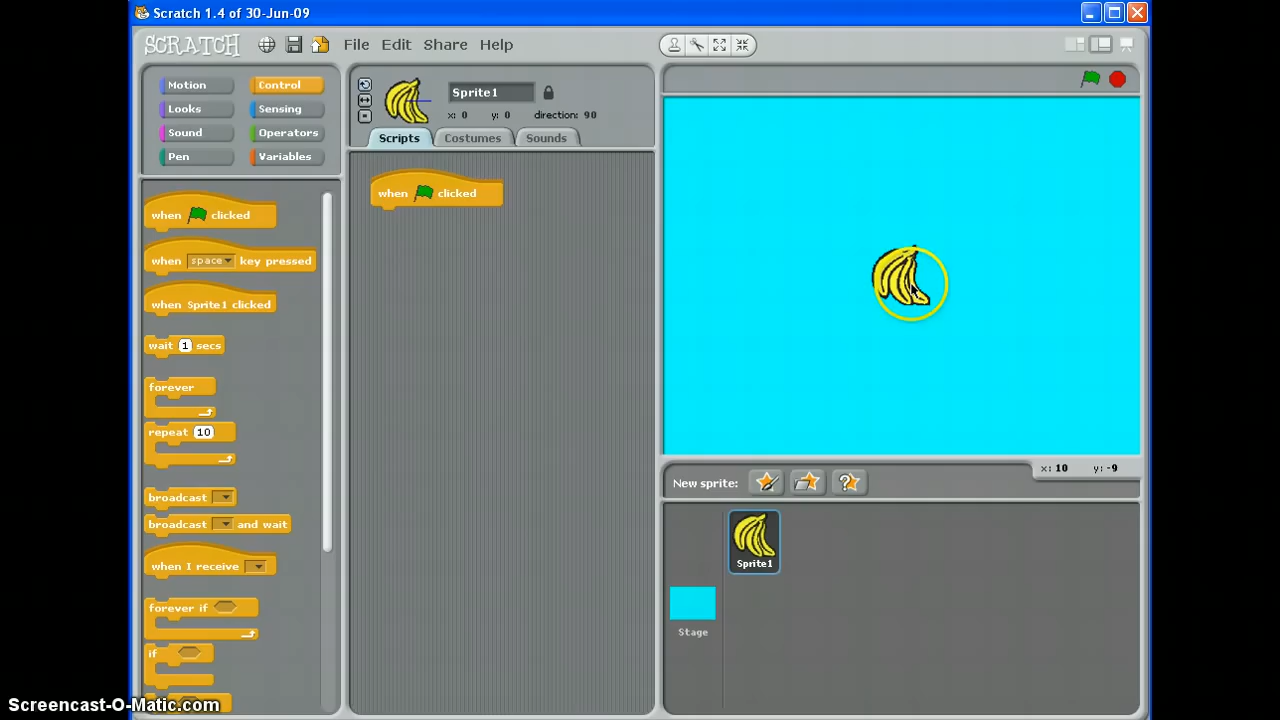 Scratch 1.4 of 30-Jun-09
SCRATCH File Edit Share Help
Motion Control
Looks Sensing
Sound Operators
Pen Variables
Sprite1
x: 0 y: 0 direction: 90
Scripts Costumes Sounds
when clicked
when clicked
when space key pressed
when Sprite1 clicked
wait 1 secs
forever
repeat 10
broadcast
broadcast and wait
when I receive
forever if
if
x: 10 y: -9
New sprite:
Sprite1
Stage
Screencast-O-Matic.com